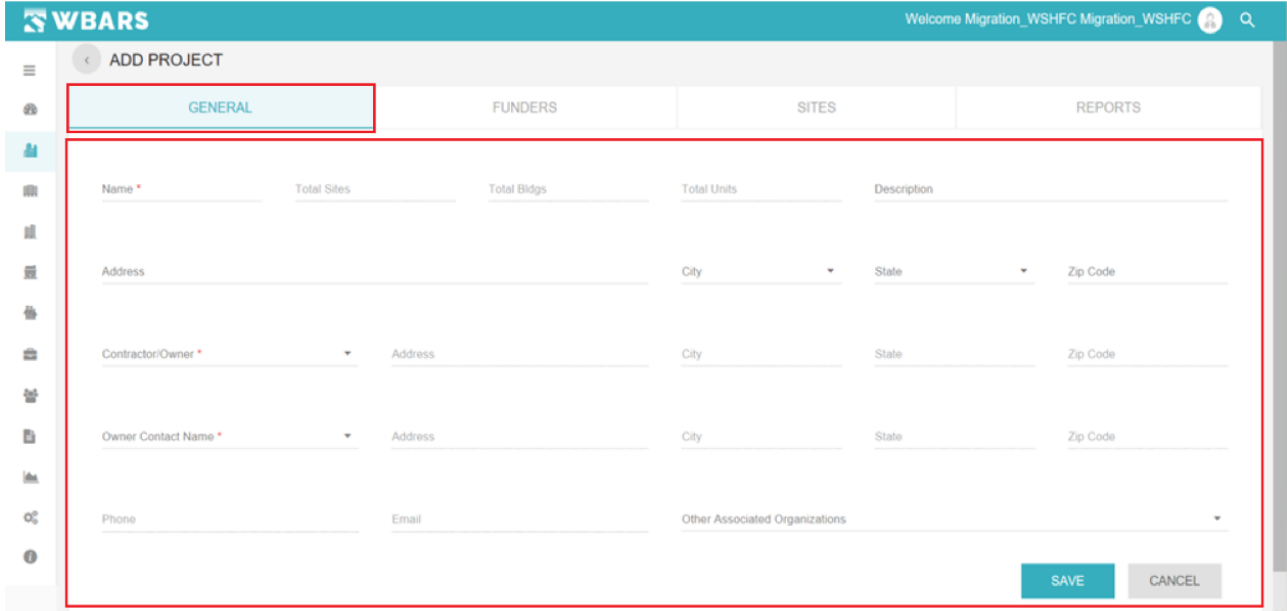 WBARS
Welcome Migration_WSHFC Migration_WSHFC
ADD PROJECT
GENERAL FUNDERS SITES REPORTS
Name * Total Sites Total Bldgs Total Units Description
Address City State Zip Code
Contractor/Owner * Address City State Zip Code
Owner Contact Name * Address City State Zip Code
Phone Email Other Associated Organizations
SAVE CANCEL